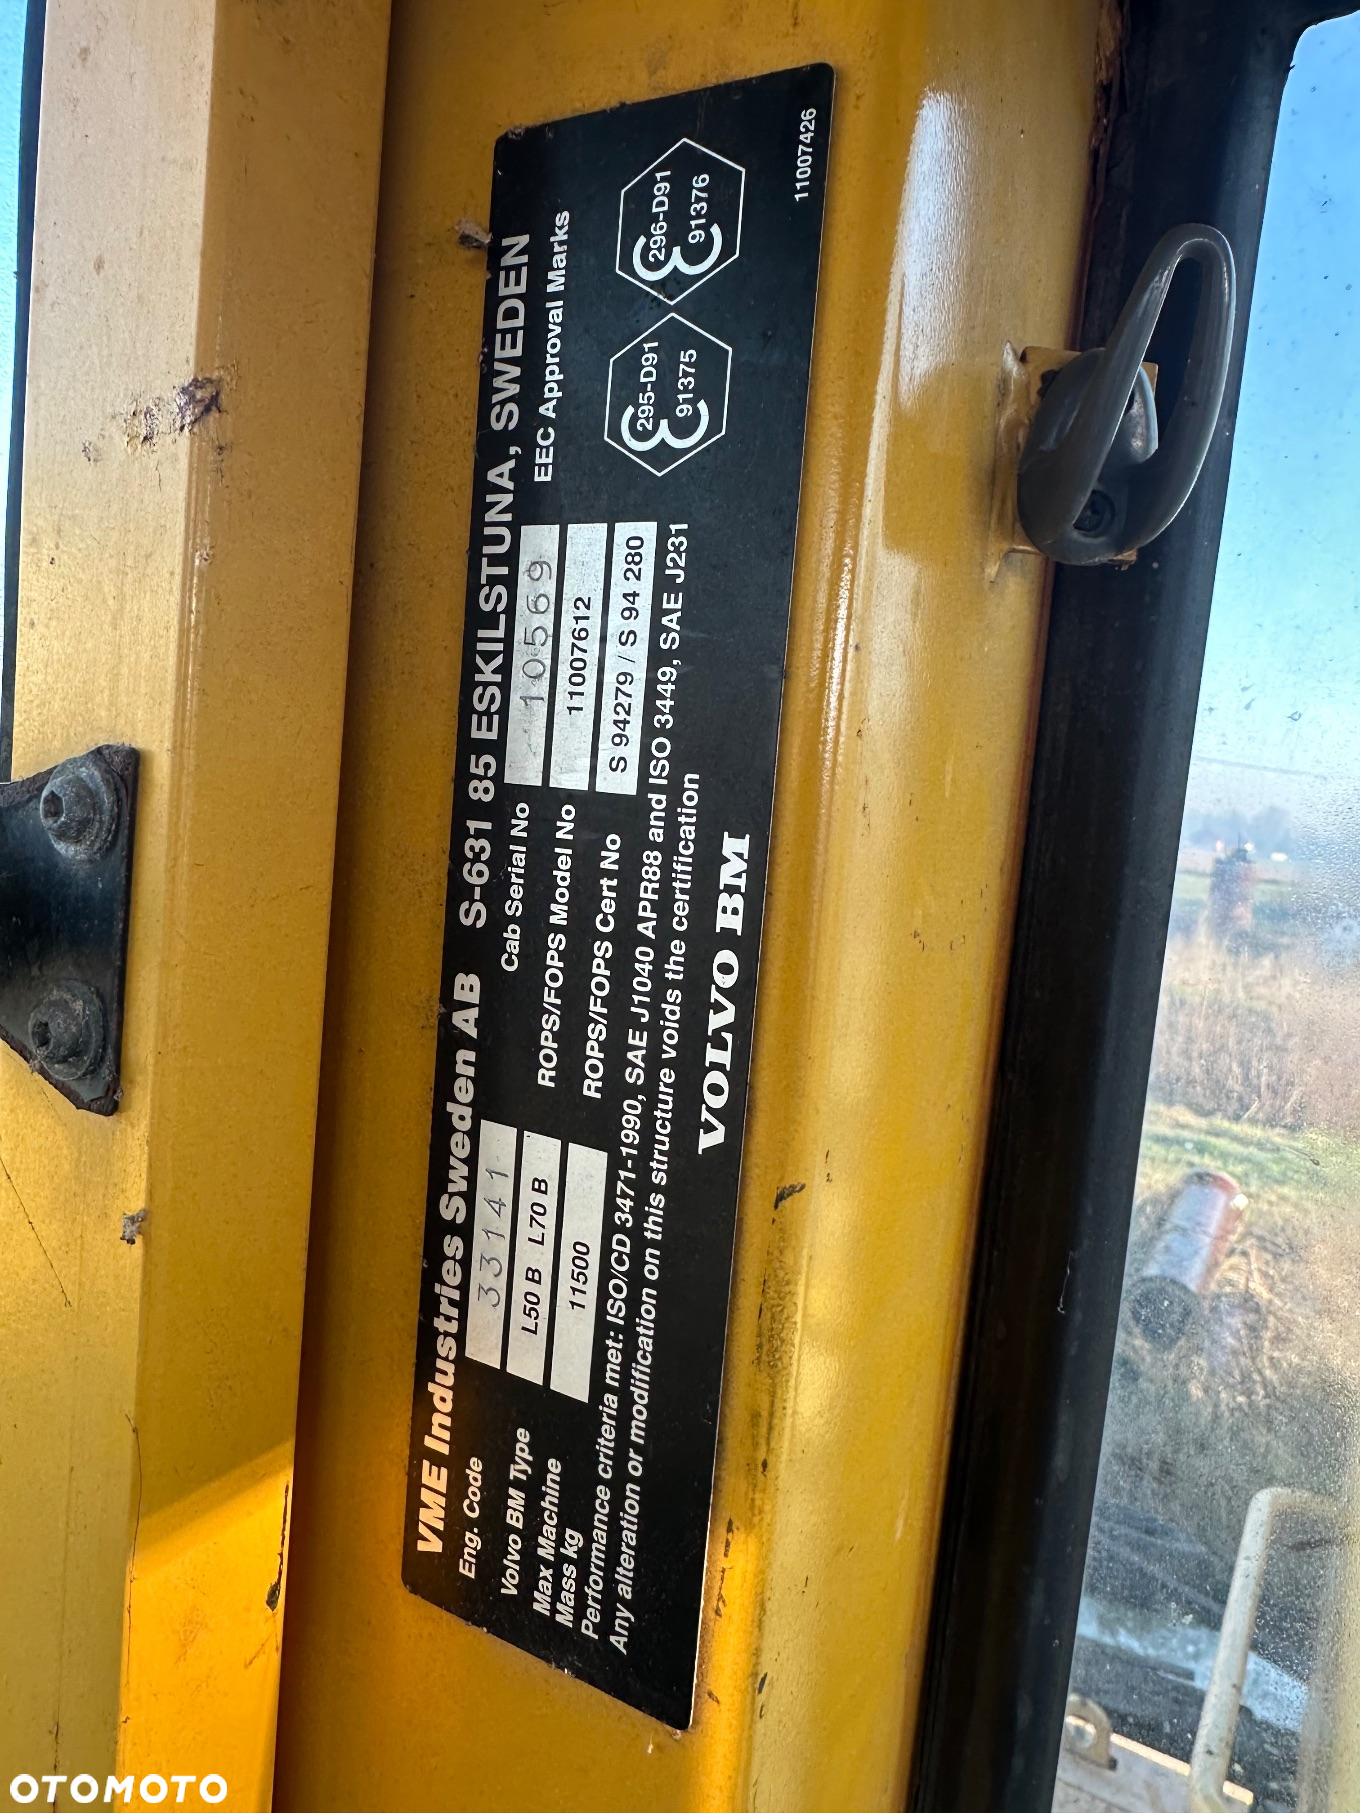 VME Industries Sweden AB S-631 85 ESKILSTUNA, SWEDEN
Eng. Code 33141
Volvo BM Type L50 B L70 B
Max Machine
Mass kg 11500
Cab Serial No 10569
ROPS/FOPS Model No 11007612
ROPS/FOPS Cert No S 94279 / S 94 280
EEC Approval Marks
295-D91
3
91375
296-D91
3
91376
Performance criteria met: ISO/CD 3471-1990, SAE J1040 APR88 and ISO 3449, SAE J231
Any alteration or modification on this structure voids the certification
VOLVO BM
11007426
OTOMOTO